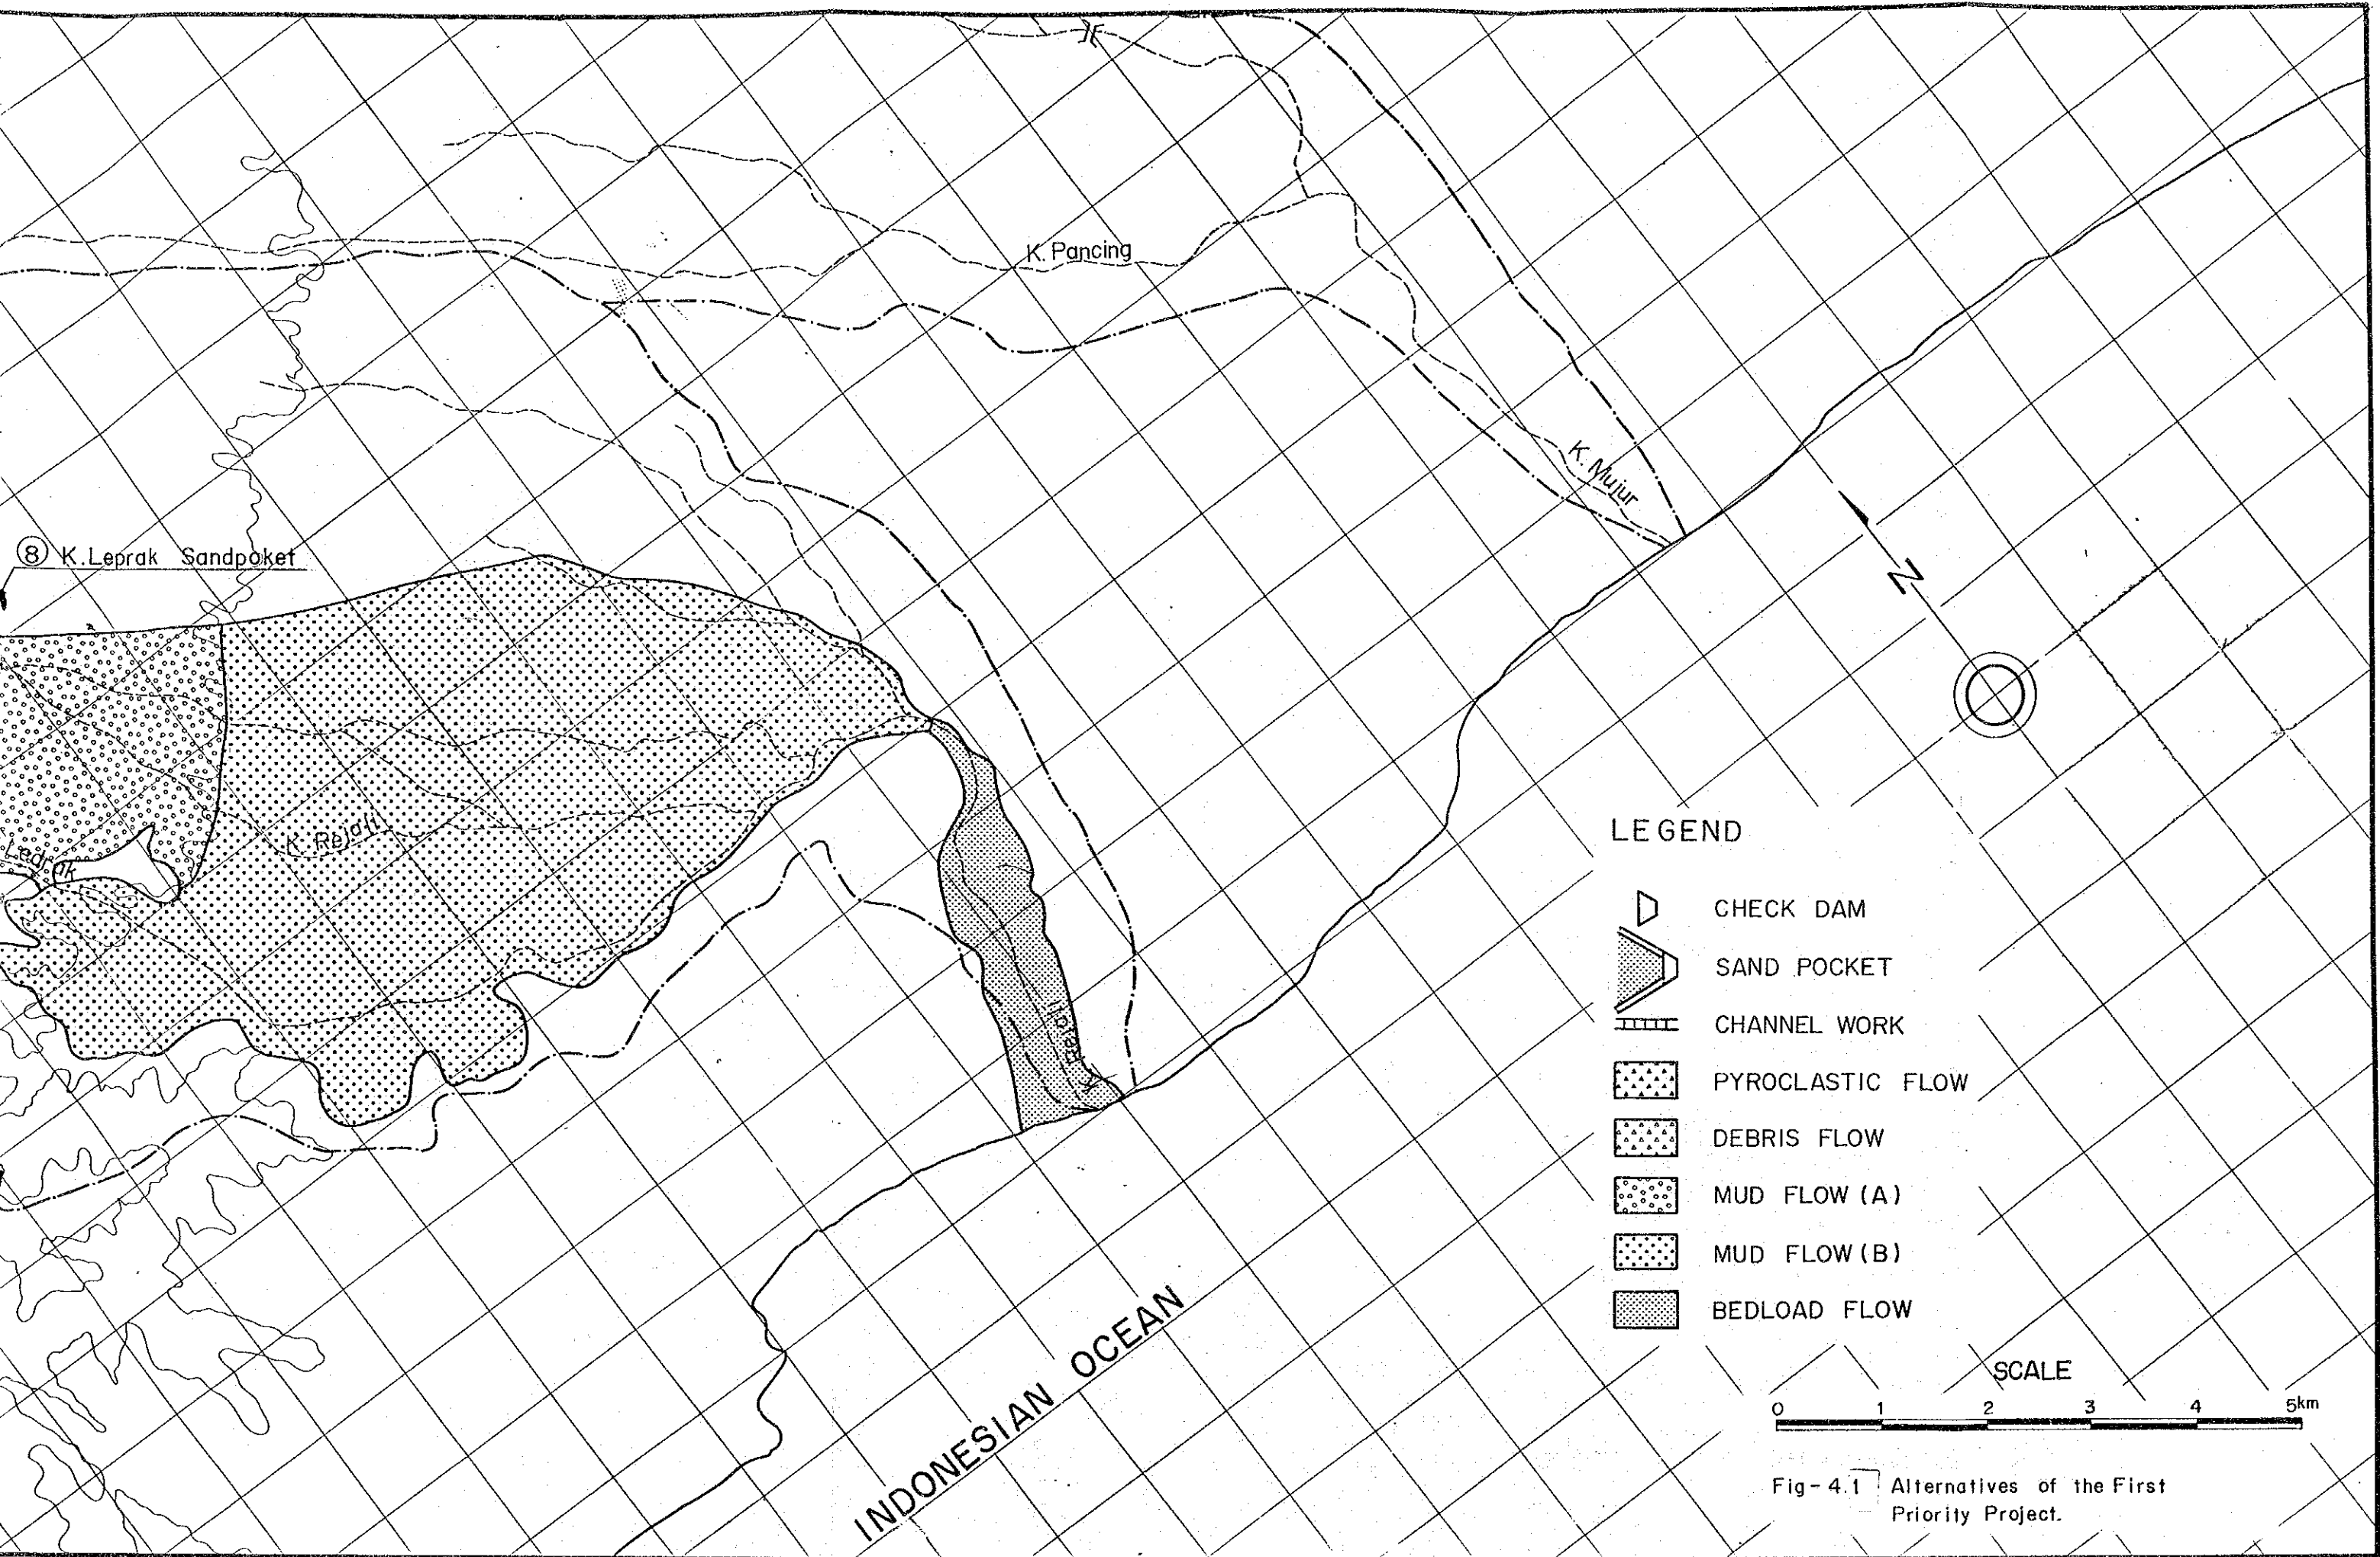 K. Pancing
K. Mujur
⑧ K.Leprak Sandpoket
N
K. Rejali
Ledrak
K. Rejali
INDONESIAN OCEAN
LEGEND
CHECK DAM
SAND POCKET
CHANNEL WORK
PYROCLASTIC FLOW
DEBRIS FLOW
MUD FLOW (A)
MUD FLOW (B)
BEDLOAD FLOW
SCALE
0 1 2 3 4 5km
Fig-4.1 Alternatives of the First
Priority Project.